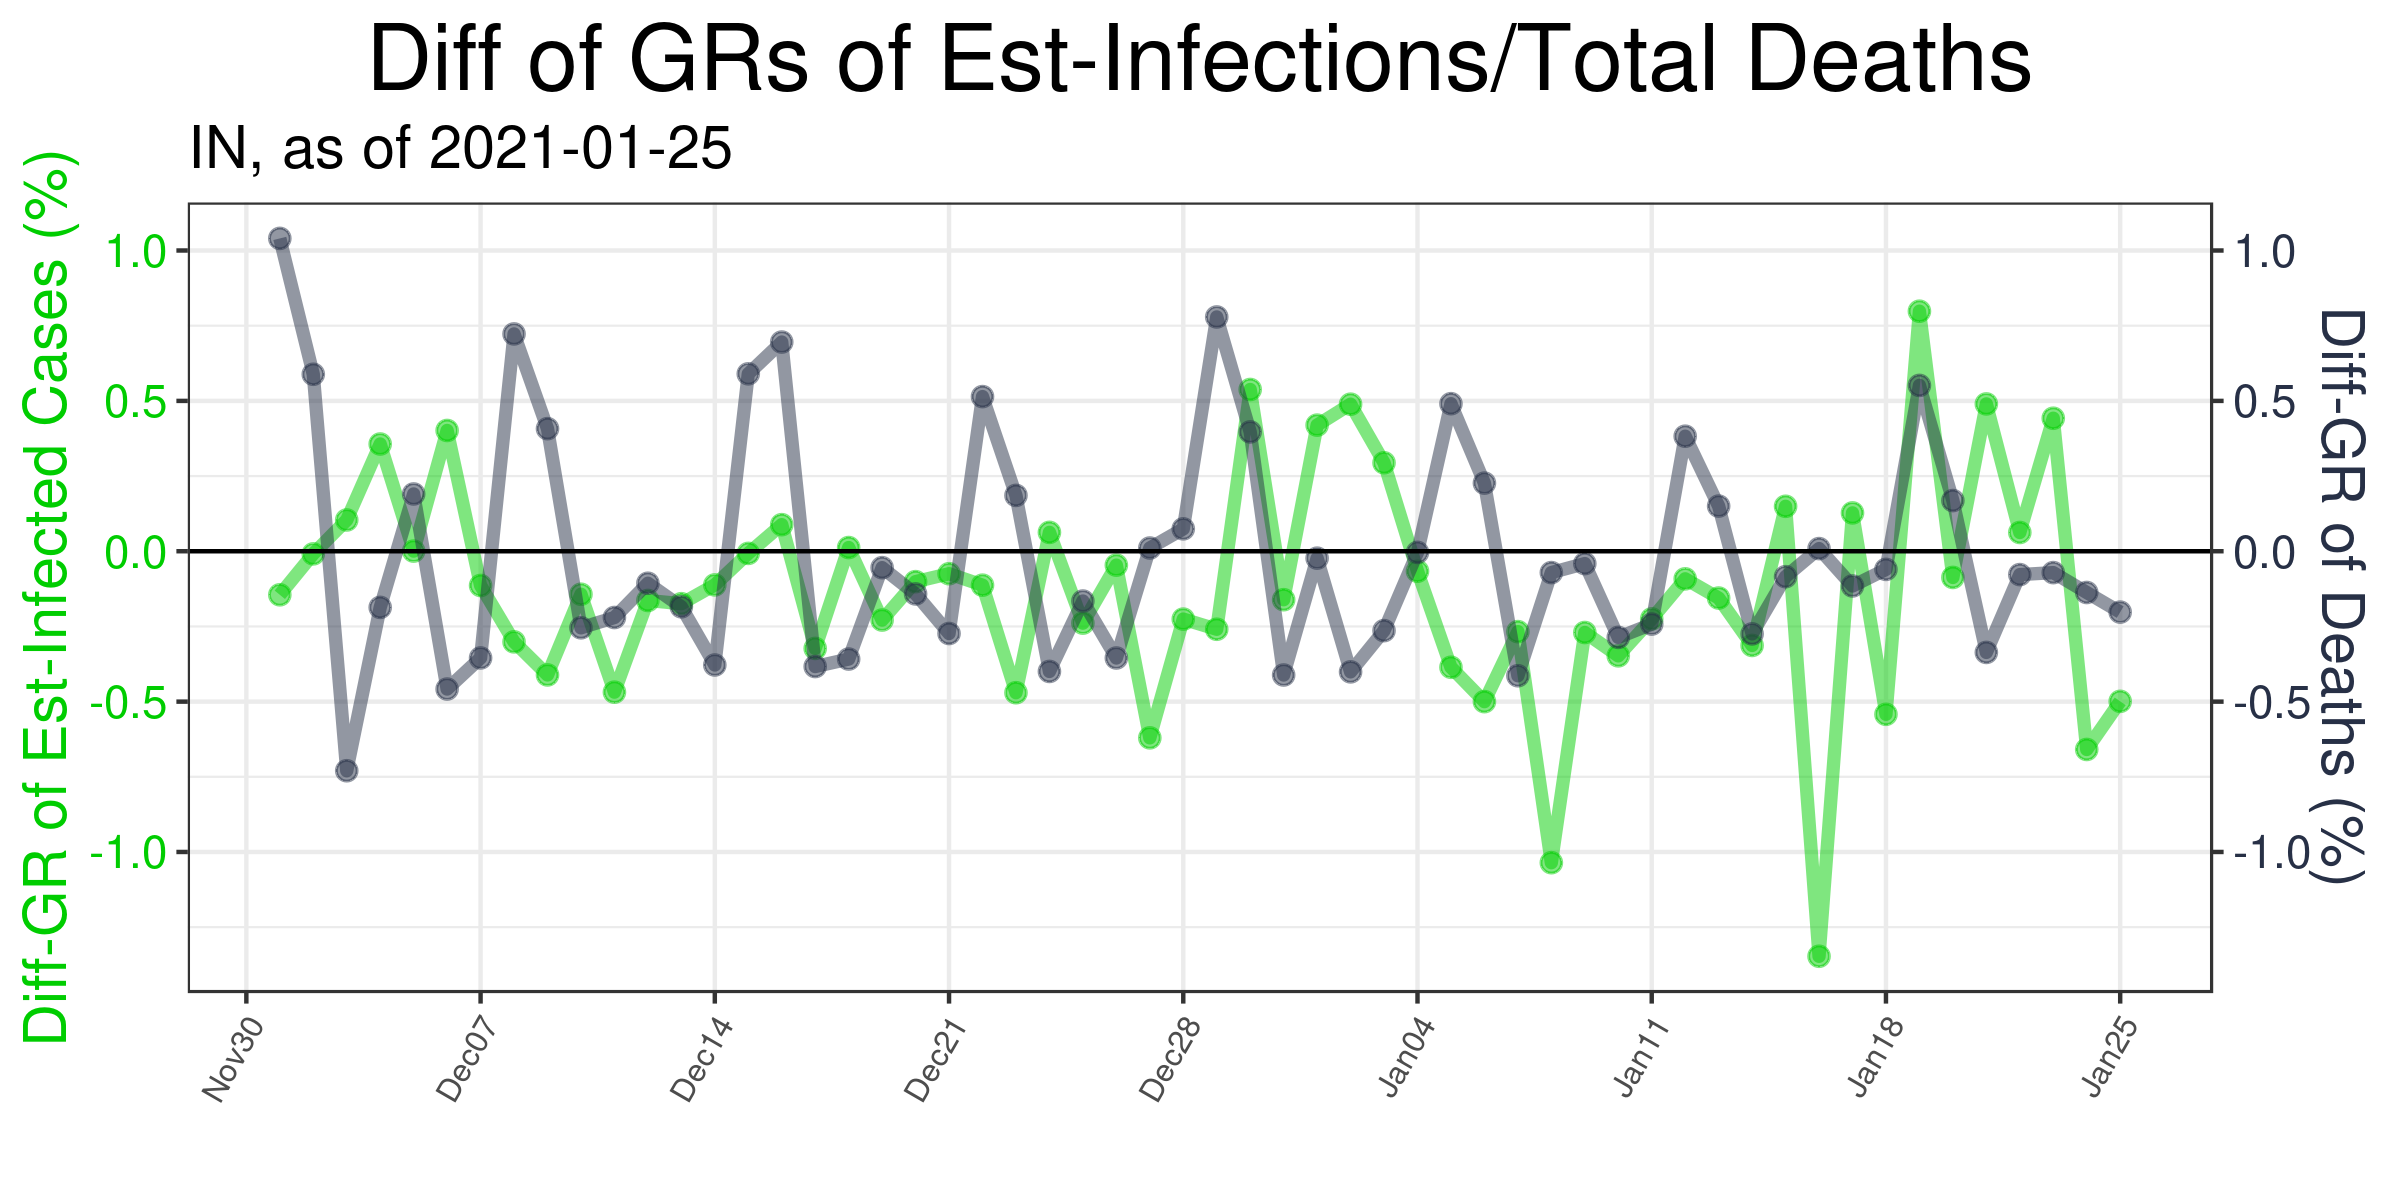 Diff of GRs of Est-Infections/Total Deaths
IN, as of 2021-01-25
Diff-GR of Est-Infected Cases (%)
1.0
0.5
0.0
-0.5
-1.0
1.0
0.5
0.0
-0.5
-1.0
Diff-GR of Deaths (%)
Nov30
Dec07
Dec14
Dec21
Dec28
Jan04
Jan11
Jan18
Jan25